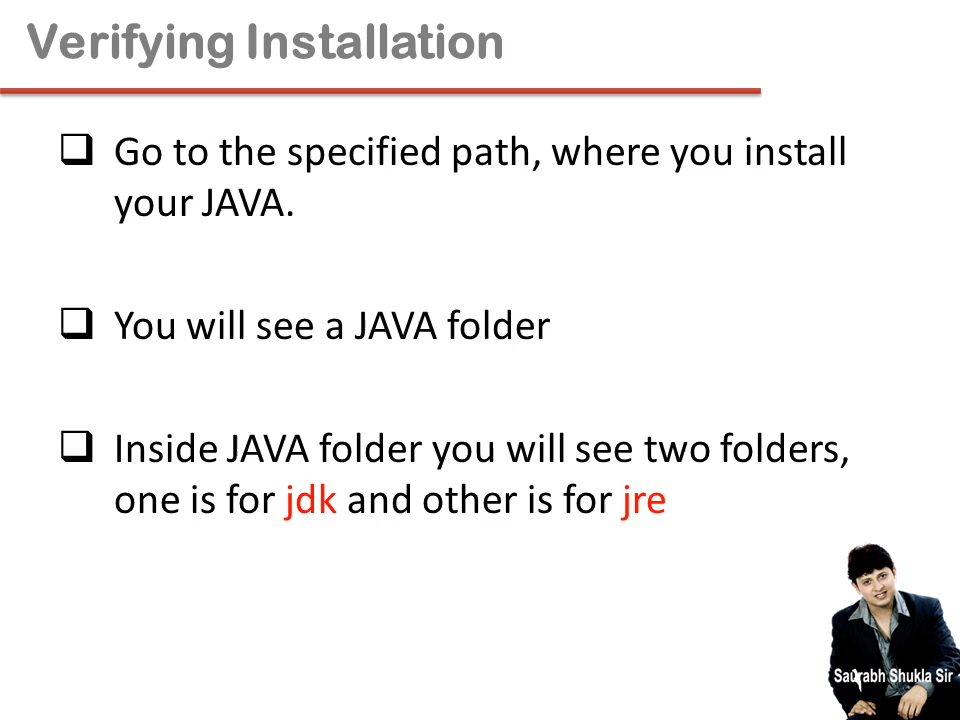 Verifying Installation
Go to the specified path, where you install
your JAVA.
You will see a JAVA folder
Inside JAVA folder you will see two folders,
one is for jdk and other is for jre
Saurabh Shukla Sir